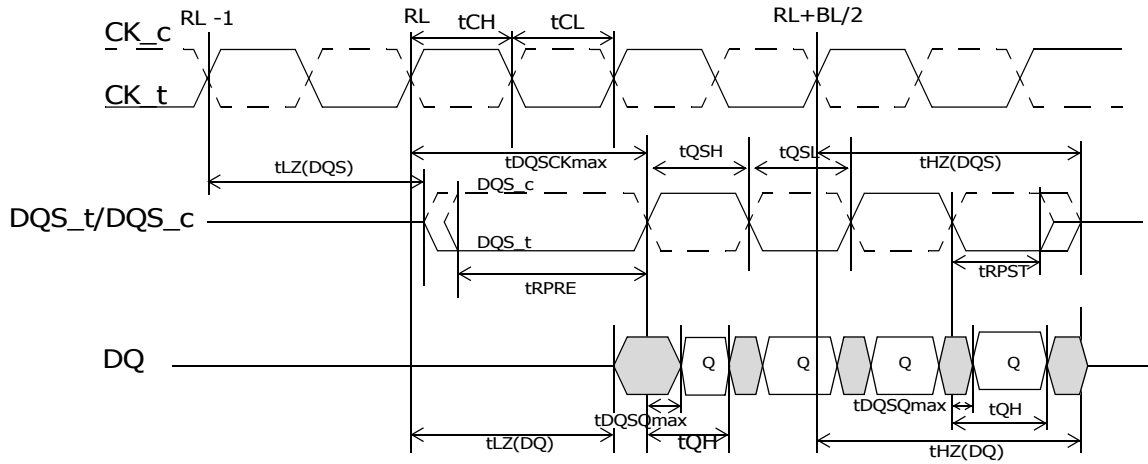 RL -1
RL
tCH
tCL
RL+BL/2
CK_c
CK_t
tLZ(DQS)
tDQSCKmax
tQSH
tQSL
tHZ(DQS)
DQS_c
DQS_t/DQS_c
DQS_t
tRPRE
tRPST
DQ
Q
Q
Q
Q
tDQSQmax
tDQSQmax
tQH
tLZ(DQ)
tQH
tHZ(DQ)